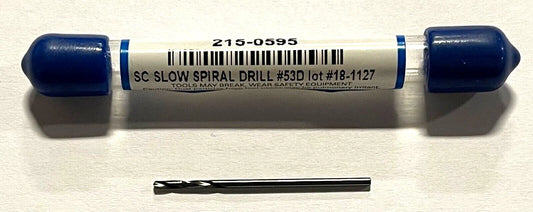 215-0595
SC SLOW SPIRAL DRILL #53D lot #18-1127
TOOLS MAY BREAK, WEAR SAFETY EQUIPMENT